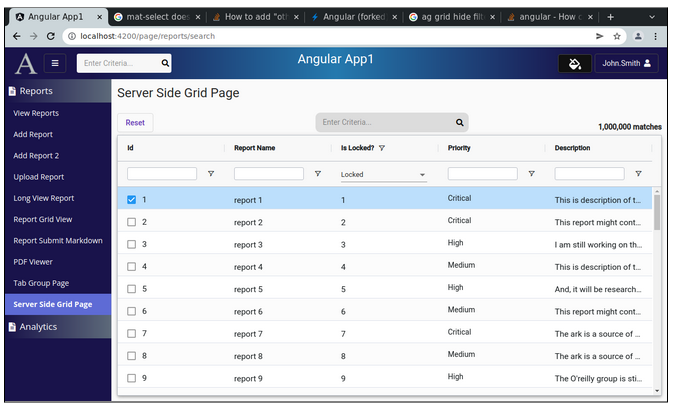 Angular App1
mat-select does
How to add "oth
Angular (forked
ag grid hide filt
angular - How c
localhost:4200/page/reports/search
A
Enter Criteria...
Angular App1
John.Smith
Reports
View Reports
Add Report
Add Report 2
Upload Report
Long View Report
Report Grid View
Report Submit Markdown
PDF Viewer
Tab Group Page
Server Side Grid Page
Analytics
Server Side Grid Page
Reset
Enter Criteria...
1,000,000 matches
Id Report Name Is Locked? Priority Description
Locked
1 report 1 1 Critical This is description of t...
2 report 2 2 Critical This report might cont...
3 report 3 3 High I am still working on th...
4 report 4 4 Medium This is description of t...
5 report 5 5 High And, it will be research...
6 report 6 6 Medium This report might cont...
7 report 7 7 Critical The ark is a source of ...
8 report 8 8 Medium The ark is a source of ...
9 report 9 9 High The O'reilly group is sti...